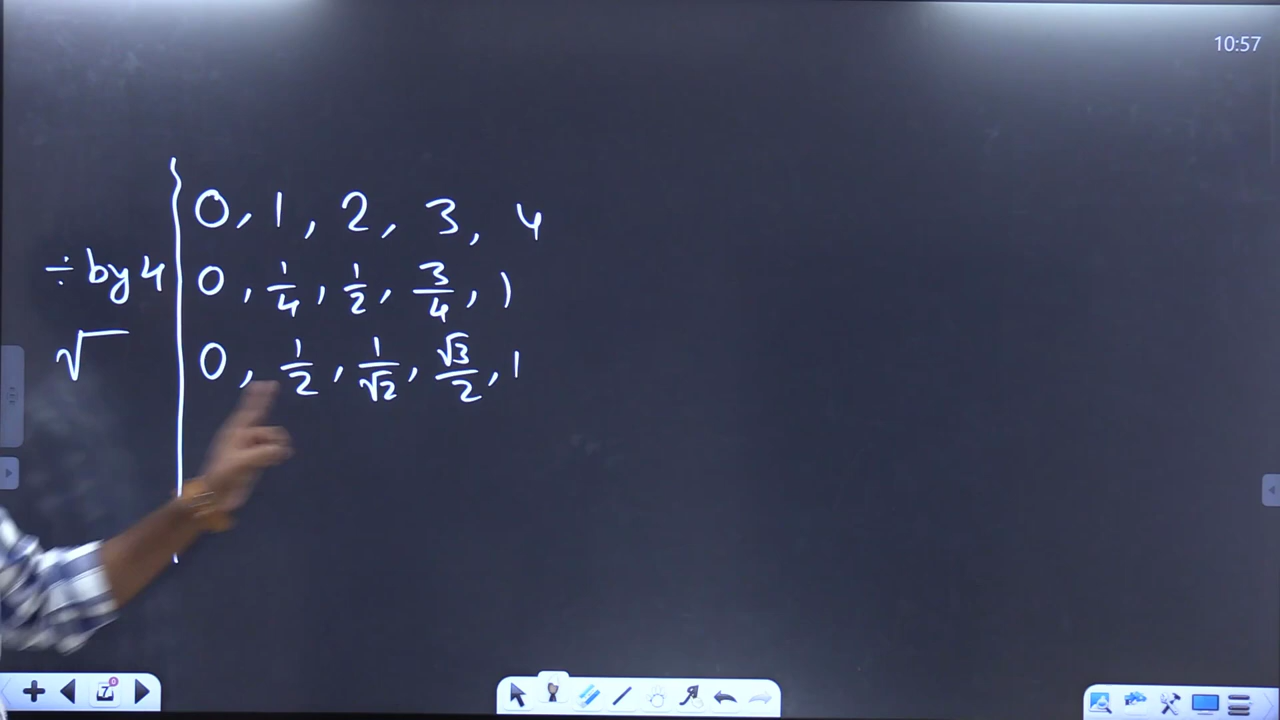 10:57
0, 1, 2, 3, 4
÷ by 4 0, 1/4, 1/2, 3/4, 1
√ 0, 1/2, 1/√2, √3/2, 1